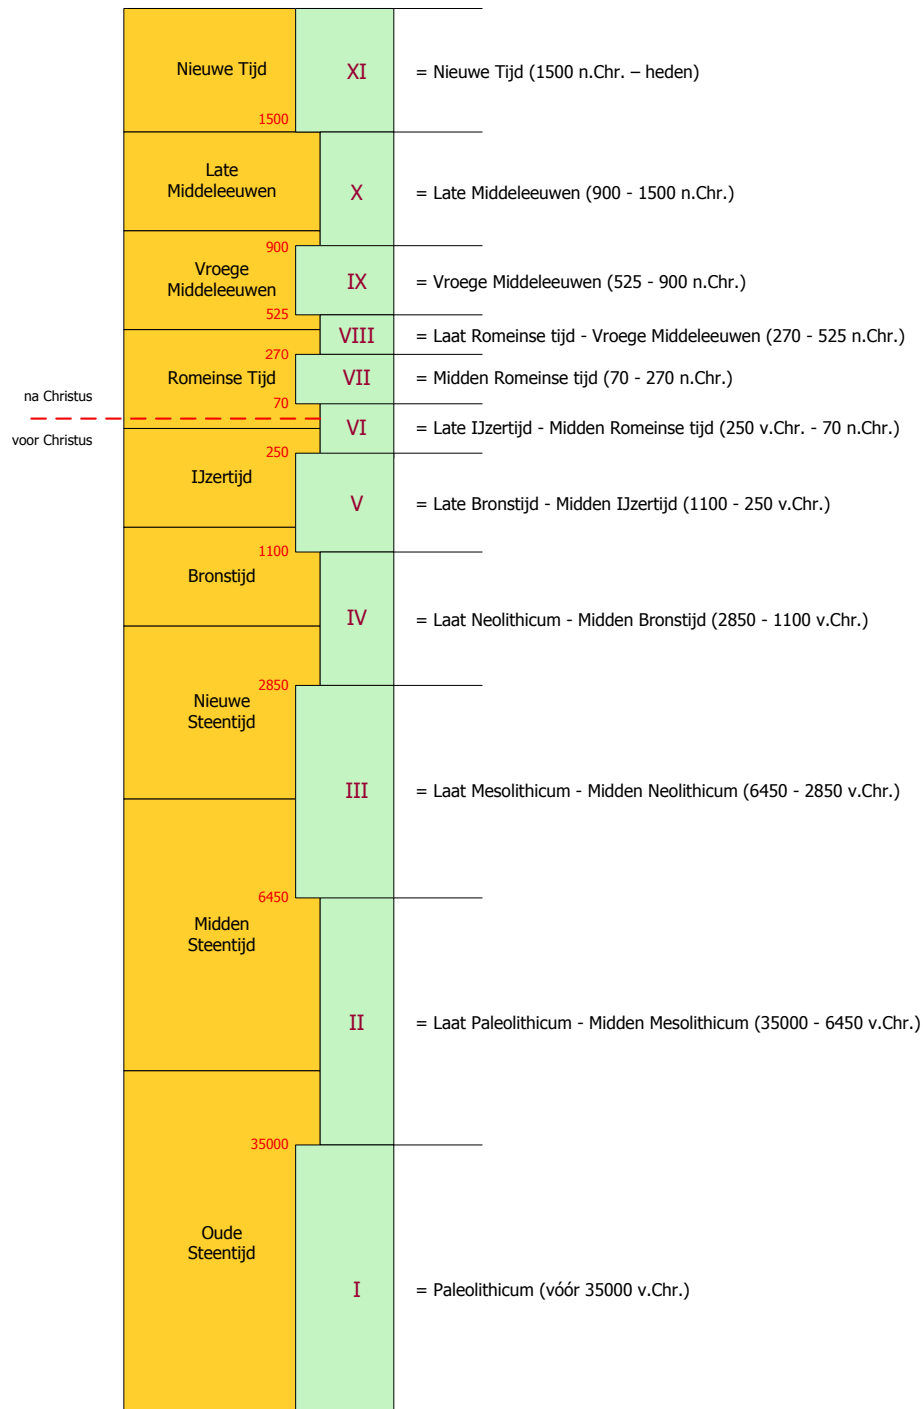 Nieuwe Tijd
XI
= Nieuwe Tijd (1500 n.Chr. – heden)
1500
Late
Middeleeuwen
X
= Late Middeleeuwen (900 - 1500 n.Chr.)
900
Vroege
Middeleeuwen
IX
= Vroege Middeleeuwen (525 - 900 n.Chr.)
525
VIII
= Laat Romeinse tijd - Vroege Middeleeuwen (270 - 525 n.Chr.)
270
Romeinse Tijd
VII
= Midden Romeinse tijd (70 - 270 n.Chr.)
na Christus
70
voor Christus
VI
= Late IJzertijd - Midden Romeinse tijd (250 v.Chr. - 70 n.Chr.)
250
IJzertijd
V
= Late Bronstijd - Midden IJzertijd (1100 - 250 v.Chr.)
1100
Bronstijd
IV
= Laat Neolithicum - Midden Bronstijd (2850 - 1100 v.Chr.)
2850
Nieuwe
Steentijd
III
= Laat Mesolithicum - Midden Neolithicum (6450 - 2850 v.Chr.)
6450
Midden
Steentijd
II
= Laat Paleolithicum - Midden Mesolithicum (35000 - 6450 v.Chr.)
35000
Oude
Steentijd
I
= Paleolithicum (vóór 35000 v.Chr.)